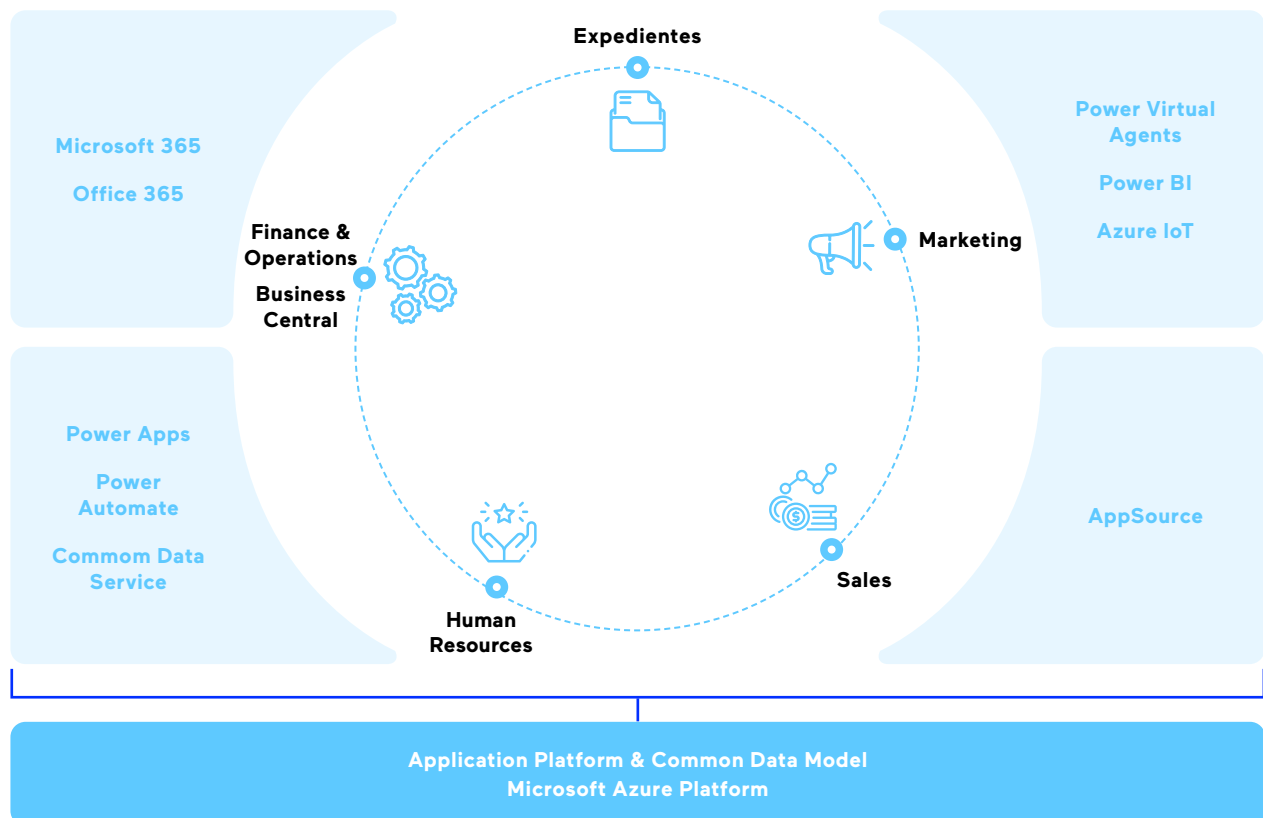 Expedientes
Microsoft 365
Office 365
Power Virtual
Agents
Power BI
Azure IoT
Finance &
Operations
Business
Central
Marketing
Power Apps
Power
Automate
Commom Data
Service
AppSource
Sales
Human
Resources
Application Platform & Common Data Model
Microsoft Azure Platform